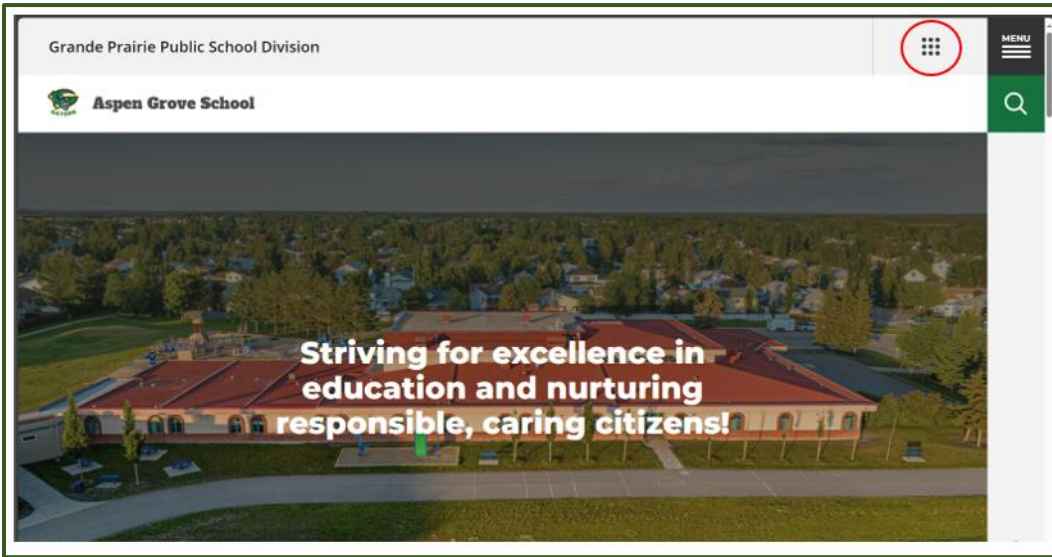 Grande Prairie Public School Division
MENU
GATORS
Aspen Grove School
Striving for excellence in
education and nurturing
responsible, caring citizens!